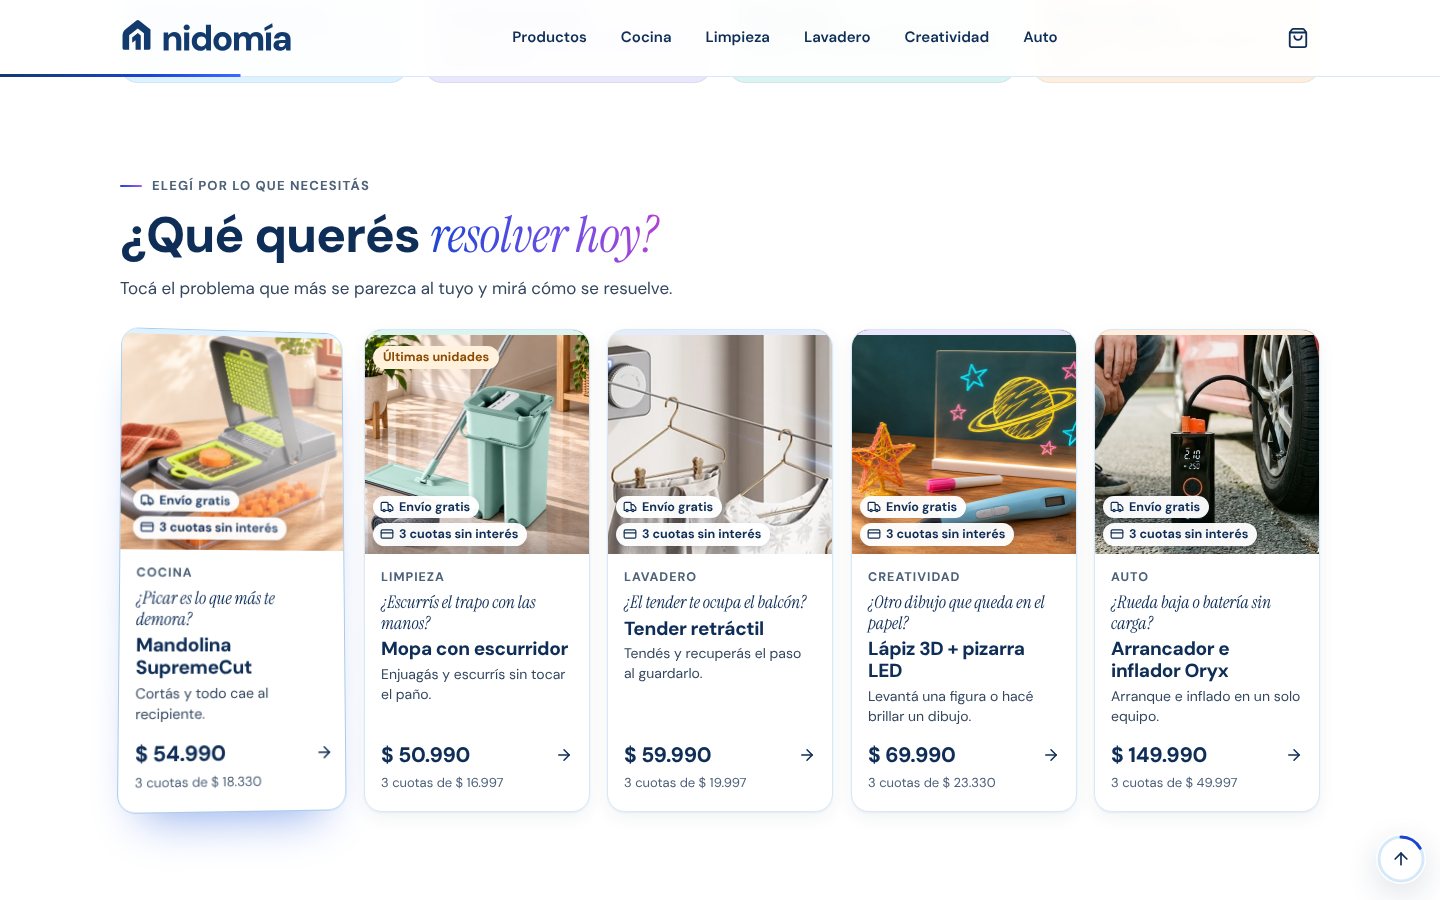 nidomía
Productos
Cocina
Limpieza
Lavadero
Creatividad
Auto
ELEGÍ POR LO QUE NECESITÁS
¿Qué querés resolver hoy?
Tocá el problema que más se parezca al tuyo y mirá cómo se resuelve.
Envío gratis
3 cuotas sin interés
COCINA
¿Picar es lo que más te
demora?
Mandolina
SupremeCut
Cortás y todo cae al
recipiente.
$ 54.990
3 cuotas de $ 18.330
Últimas unidades
Envío gratis
3 cuotas sin interés
LIMPIEZA
¿Escurrís el trapo con las
manos?
Mopa con escurridor
Enjuagás y escurrís sin tocar
el paño.
$ 50.990
3 cuotas de $ 16.997
Envío gratis
3 cuotas sin interés
LAVADERO
¿El tender te ocupa el balcón?
Tender retráctil
Tendés y recuperás el paso
al guardarlo.
$ 59.990
3 cuotas de $ 19.997
Envío gratis
3 cuotas sin interés
CREATIVIDAD
¿Otro dibujo que queda en el
papel?
Lápiz 3D + pizarra
LED
Levantá una figura o hacé
brillar un dibujo.
$ 69.990
3 cuotas de $ 23.330
2.10
Envío gratis
3 cuotas sin interés
AUTO
¿Rueda baja o batería sin
carga?
Arrancador e
inflador Oryx
Arranque e inflado en un solo
equipo.
$ 149.990
3 cuotas de $ 49.997